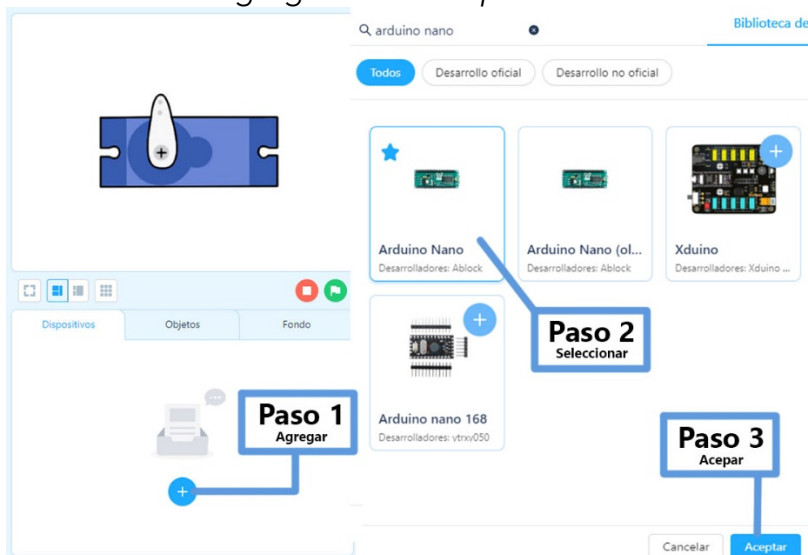 arduino nano
Biblioteca de
Todos
Desarrollo oficial
Desarrollo no oficial
Arduino Nano
Desarrolladores: Ablock
Arduino Nano (ol...
Desarrolladores: Ablock
Xduino
Desarrolladores: Xduino ...
Dispositivos
Objetos
Fondo
Paso 1
Agregar
Paso 2
Seleccionar
Arduino nano 168
Desarrolladores: vtrxy050
Paso 3
Acepar
Cancelar
Aceptar